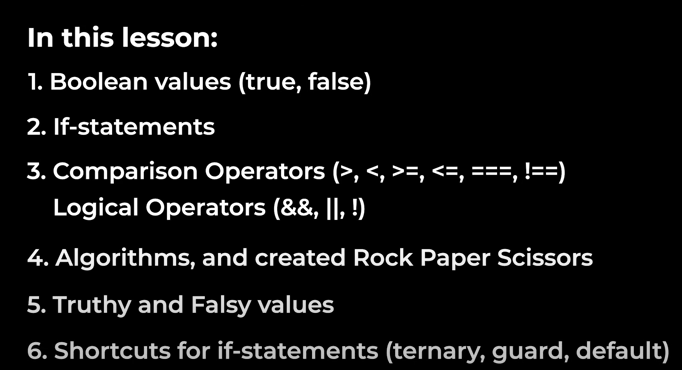 In this lesson:
1. Boolean values (true, false)
2. If-statements
3. Comparison Operators (>, <, >=, <=, ===, !==)
Logical Operators (&&, ||, !)
4. Algorithms, and created Rock Paper Scissors
5. Truthy and Falsy values
6. Shortcuts for if-statements (ternary, guard, default)